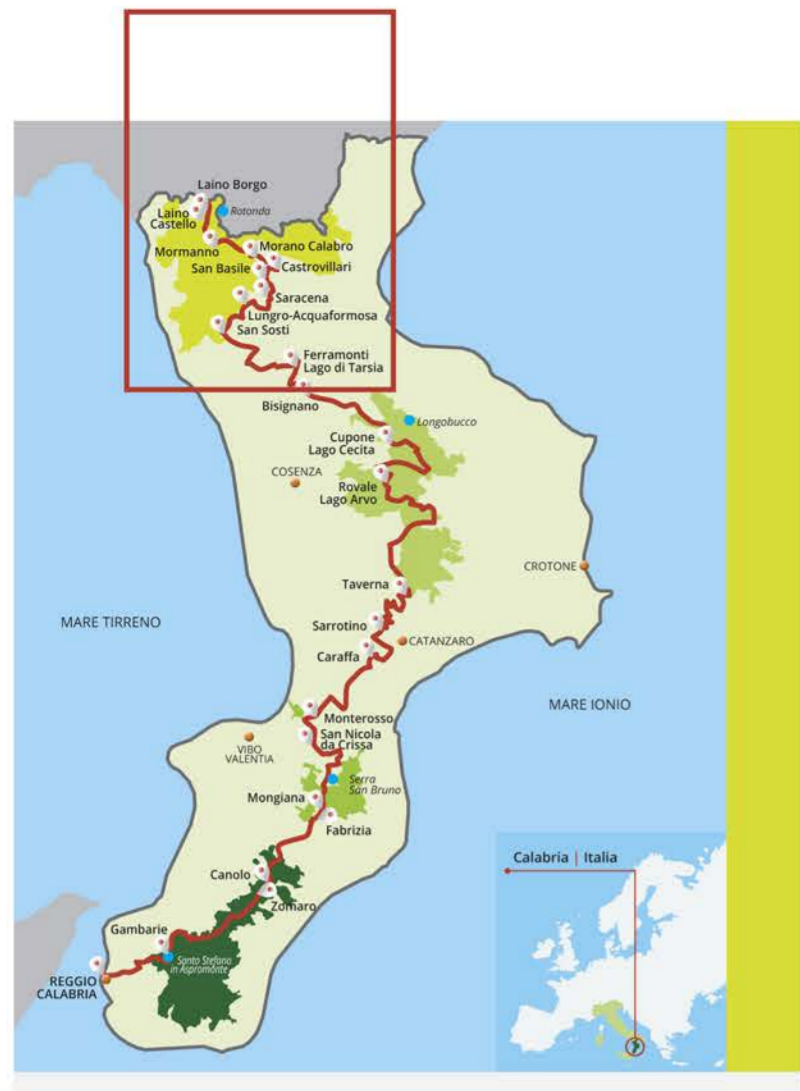 Laino Borgo
Laino
Castello
Rotonda
Mormanno
Morano Calabro
San Basile
Castrovillari
Saracena
Lungro-Acquaformosa
San Sosti
Ferramonti
Lago di Tarsia
Bisignano
Longobucco
Cupone
Lago Cecita
COSENZA
Rovale
Lago Arvo
CROTONE
Taverna
MARE TIRRENO
Sarrotino
CATANZARO
Caraffa
MARE IONIO
Monterosso
San Nicola
da Crissa
VIBO
VALENTIA
Serra
San Bruno
Mongiana
Fabrizia
Calabria | Italia
Canolo
Zomaro
Gambarie
Santo Stefano
in Aspromonte
REGGIO
CALABRIA